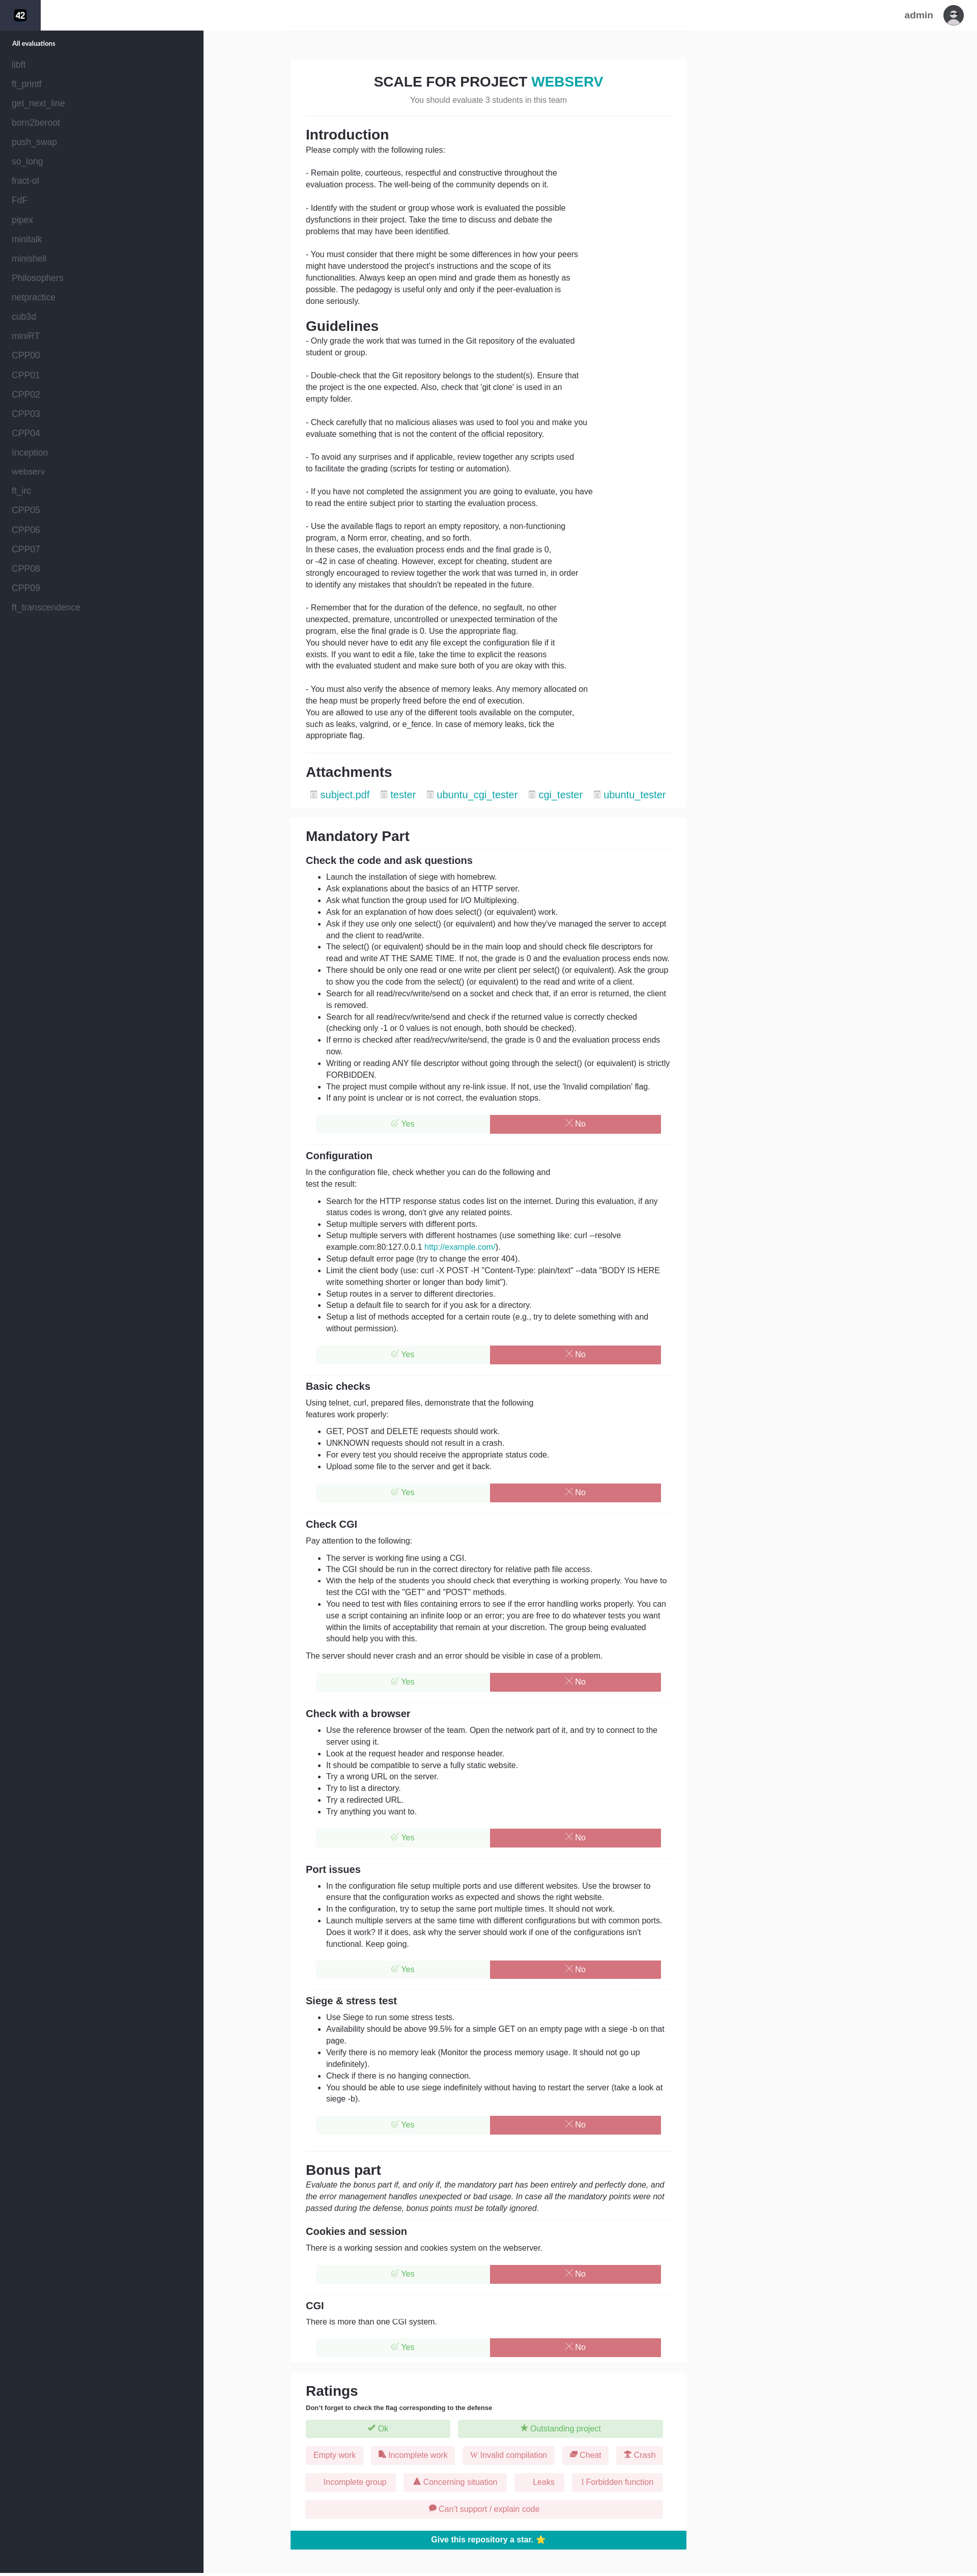 42
admin
All evaluations
libft
ft_printf
get_next_line
born2beroot
push_swap
so_long
fract-ol
FdF
pipex
minitalk
minishell
Philosophers
netpractice
cub3d
miniRT
CPP00
CPP01
CPP02
CPP03
CPP04
Inception
webserv
ft_irc
CPP05
CPP06
CPP07
CPP08
CPP09
ft_transcendence
SCALE FOR PROJECT WEBSERV
You should evaluate 3 students in this team
Introduction
Please comply with the following rules:
- Remain polite, courteous, respectful and constructive throughout the
evaluation process. The well-being of the community depends on it.
- Identify with the student or group whose work is evaluated the possible
dysfunctions in their project. Take the time to discuss and debate the
problems that may have been identified.
- You must consider that there might be some differences in how your peers
might have understood the project's instructions and the scope of its
functionalities. Always keep an open mind and grade them as honestly as
possible. The pedagogy is useful only and only if the peer-evaluation is
done seriously.
Guidelines
- Only grade the work that was turned in the Git repository of the evaluated
student or group.
- Double-check that the Git repository belongs to the student(s). Ensure that
the project is the one expected. Also, check that 'git clone' is used in an
empty folder.
- Check carefully that no malicious aliases was used to fool you and make you
evaluate something that is not the content of the official repository.
- To avoid any surprises and if applicable, review together any scripts used
to facilitate the grading (scripts for testing or automation).
- If you have not completed the assignment you are going to evaluate, you have
to read the entire subject prior to starting the evaluation process.
- Use the available flags to report an empty repository, a non-functioning
program, a Norm error, cheating, and so forth.
In these cases, the evaluation process ends and the final grade is 0,
or -42 in case of cheating. However, except for cheating, student are
strongly encouraged to review together the work that was turned in, in order
to identify any mistakes that shouldn't be repeated in the future.
- Remember that for the duration of the defence, no segfault, no other
unexpected, premature, uncontrolled or unexpected termination of the
program, else the final grade is 0. Use the appropriate flag.
You should never have to edit any file except the configuration file if it
exists. If you want to edit a file, take the time to explicit the reasons
with the evaluated student and make sure both of you are okay with this.
- You must also verify the absence of memory leaks. Any memory allocated on
the heap must be properly freed before the end of execution.
You are allowed to use any of the different tools available on the computer,
such as leaks, valgrind, or e_fence. In case of memory leaks, tick the
appropriate flag.
Attachments
subject.pdf tester ubuntu_cgi_tester cgi_tester ubuntu_tester
Mandatory Part
Check the code and ask questions
• Launch the installation of siege with homebrew.
• Ask explanations about the basics of an HTTP server.
• Ask what function the group used for I/O Multiplexing.
• Ask for an explanation of how does select() (or equivalent) work.
• Ask if they use only one select() (or equivalent) and how they've managed the server to accept
and the client to read/write.
• The select() (or equivalent) should be in the main loop and should check file descriptors for
read and write AT THE SAME TIME. If not, the grade is 0 and the evaluation process ends now.
• There should be only one read or one write per client per select() (or equivalent). Ask the group
to show you the code from the select() (or equivalent) to the read and write of a client.
• Search for all read/recv/write/send on a socket and check that, if an error is returned, the client
is removed.
• Search for all read/recv/write/send and check if the returned value is correctly checked
(checking only -1 or 0 values is not enough, both should be checked).
• If errno is checked after read/recv/write/send, the grade is 0 and the evaluation process ends
now.
• Writing or reading ANY file descriptor without going through the select() (or equivalent) is strictly
FORBIDDEN.
• The project must compile without any re-link issue. If not, use the 'Invalid compilation' flag.
• If any point is unclear or is not correct, the evaluation stops.
Yes No
Configuration
In the configuration file, check whether you can do the following and
test the result:
• Search for the HTTP response status codes list on the internet. During this evaluation, if any
status codes is wrong, don't give any related points.
• Setup multiple servers with different ports.
• Setup multiple servers with different hostnames (use something like: curl --resolve
example.com:80:127.0.0.1 http://example.com/).
• Setup default error page (try to change the error 404).
• Limit the client body (use: curl -X POST -H "Content-Type: plain/text" --data "BODY IS HERE
write something shorter or longer than body limit").
• Setup routes in a server to different directories.
• Setup a default file to search for if you ask for a directory.
• Setup a list of methods accepted for a certain route (e.g., try to delete something with and
without permission).
Yes No
Basic checks
Using telnet, curl, prepared files, demonstrate that the following
features work properly:
• GET, POST and DELETE requests should work.
• UNKNOWN requests should not result in a crash.
• For every test you should receive the appropriate status code.
• Upload some file to the server and get it back.
Yes No
Check CGI
Pay attention to the following:
• The server is working fine using a CGI.
• The CGI should be run in the correct directory for relative path file access.
• With the help of the students you should check that everything is working properly. You have to
test the CGI with the "GET" and "POST" methods.
• You need to test with files containing errors to see if the error handling works properly. You can
use a script containing an infinite loop or an error; you are free to do whatever tests you want
within the limits of acceptability that remain at your discretion. The group being evaluated
should help you with this.
The server should never crash and an error should be visible in case of a problem.
Yes No
Check with a browser
• Use the reference browser of the team. Open the network part of it, and try to connect to the
server using it.
• Look at the request header and response header.
• It should be compatible to serve a fully static website.
• Try a wrong URL on the server.
• Try to list a directory.
• Try a redirected URL.
• Try anything you want to.
Yes No
Port issues
• In the configuration file setup multiple ports and use different websites. Use the browser to
ensure that the configuration works as expected and shows the right website.
• In the configuration, try to setup the same port multiple times. It should not work.
• Launch multiple servers at the same time with different configurations but with common ports.
Does it work? If it does, ask why the server should work if one of the configurations isn't
functional. Keep going.
Yes No
Siege & stress test
• Use Siege to run some stress tests.
• Availability should be above 99.5% for a simple GET on an empty page with a siege -b on that
page.
• Verify there is no memory leak (Monitor the process memory usage. It should not go up
indefinitely).
• Check if there is no hanging connection.
• You should be able to use siege indefinitely without having to restart the server (take a look at
siege -b).
Yes No
Bonus part
Evaluate the bonus part if, and only if, the mandatory part has been entirely and perfectly done, and
the error management handles unexpected or bad usage. In case all the mandatory points were not
passed during the defense, bonus points must be totally ignored.
Cookies and session
There is a working session and cookies system on the webserver.
Yes No
CGI
There is more than one CGI system.
Yes No
Ratings
Don't forget to check the flag corresponding to the defense
Ok Outstanding project
Empty work Incomplete work W Invalid compilation Cheat Crash
Incomplete group Concerning situation Leaks Forbidden function
Can't support / explain code
Give this repository a star. ⭐